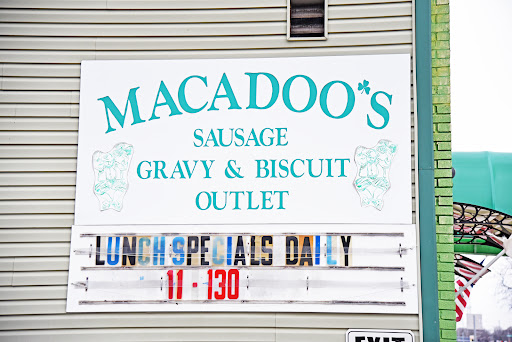 MACADOO'S
SAUSAGE
GRAVY & BISCUIT
OUTLET
LUNCH SPECIALS DAILY
11 - 130
EXIT